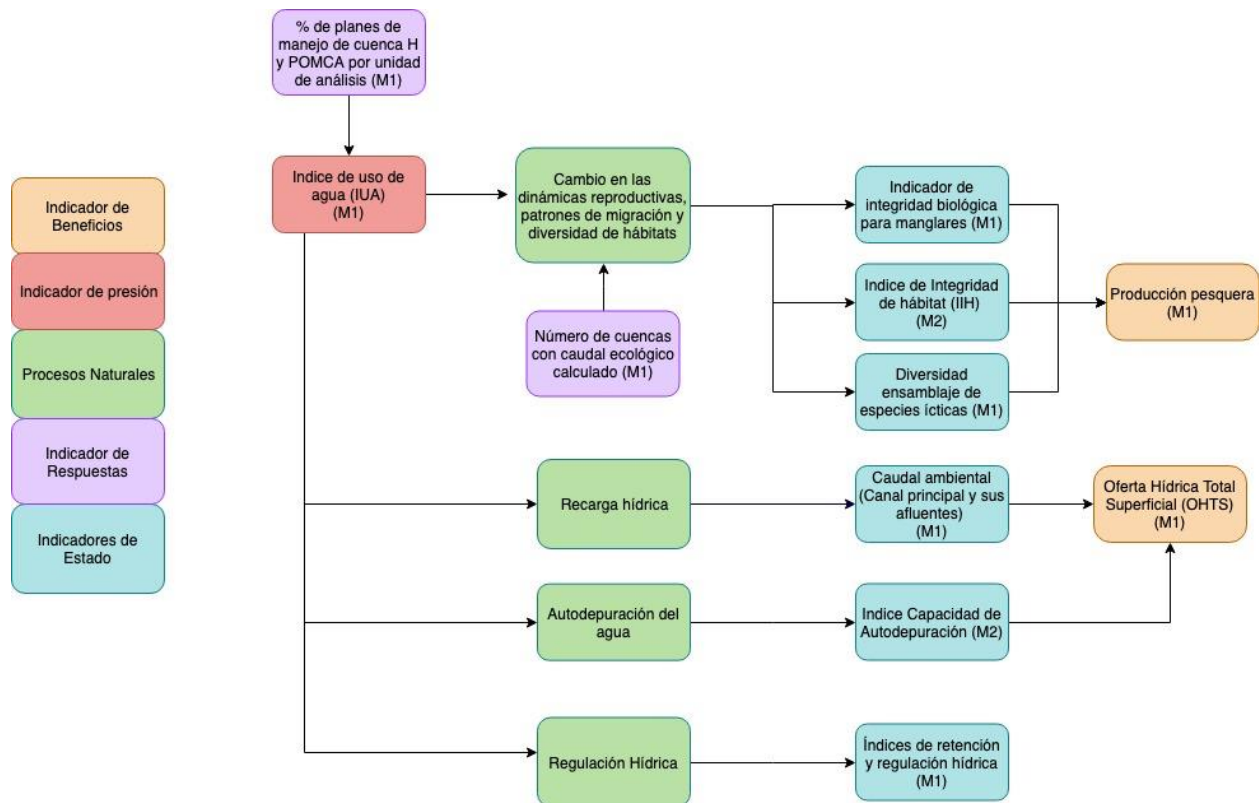 % de planes de
manejo de cuenca H
y POMCA por unidad
de análisis (M1)
Indicador de
Beneficios
Indicador de presión
Procesos Naturales
Indicador de
Respuestas
Indicadores de
Estado
Indice de uso de
agua (IUA)
(M1)
Cambio en las
dinámicas reproductivas,
patrones de migración y
diversidad de hábitats
Número de cuencas
con caudal ecológico
calculado (M1)
Indicador de
integridad biológica
para manglares (M1)
Indice de Integridad
de hábitat (IIH)
(M2)
Diversidad
ensamblaje de
especies ícticas (M1)
Producción pesquera
(M1)
Recarga hídrica
Caudal ambiental
(Canal principal y sus
afluentes)
(M1)
Oferta Hídrica Total
Superficial (OHTS)
(M1)
Autodepuración del
agua
Indice Capacidad de
Autodepuración (M2)
Regulación Hídrica
Índices de retención
y regulación hídrica
(M1)